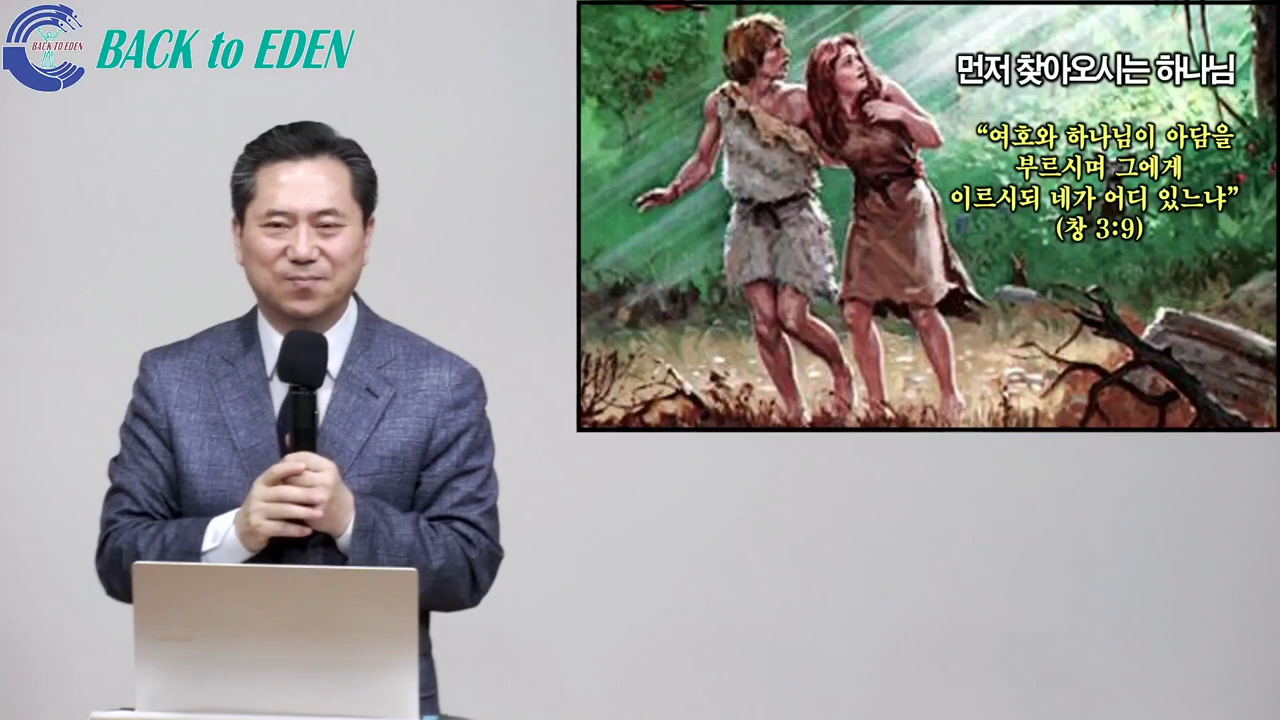 BACK TO EDEN
BACK to EDEN
먼저 찾아오시는 하나님
“여호와 하나님이 아담을
부르시며 그에게
이르시되 네가 어디 있느냐”
(창 3:9)